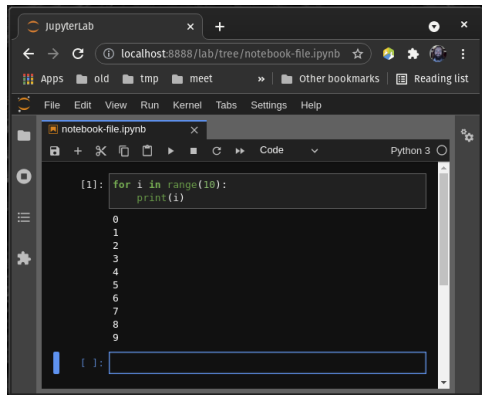 JupyterLab
localhost:8888/lab/tree/notebook-file.ipynb
Apps old tmp meet » Other bookmarks Reading list
File Edit View Run Kernel Tabs Settings Help
notebook-file.ipynb
Code Python 3
[1]: for i in range(10):
print(i)
0
1
2
3
4
5
6
7
8
9
[ ]: